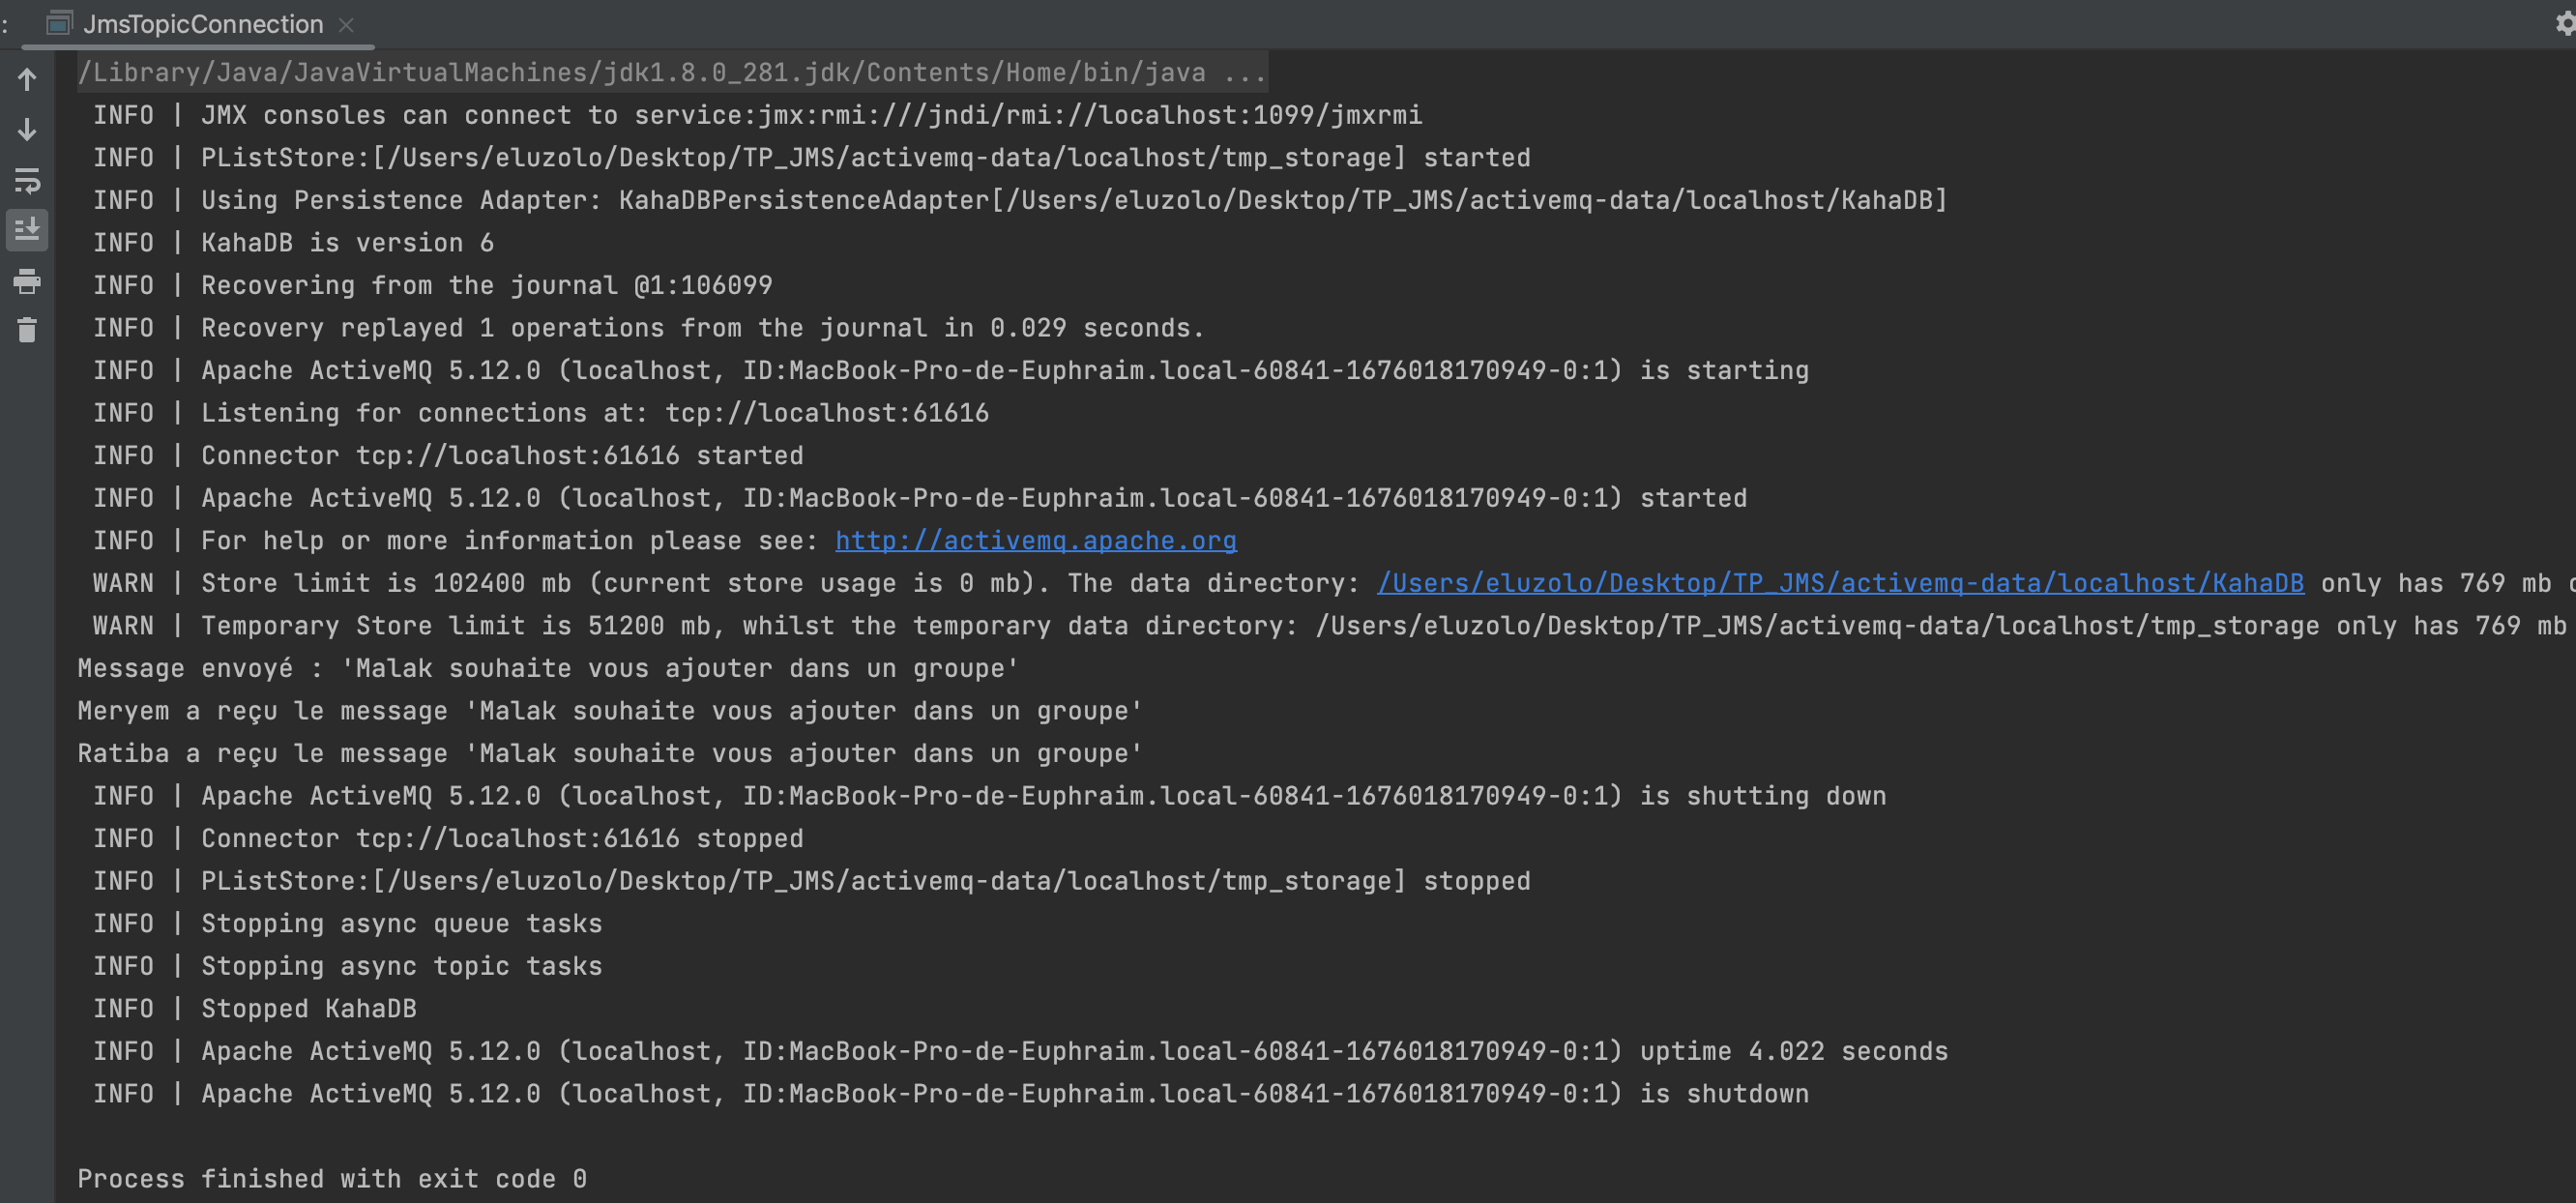 : JmsTopicConnection
/Library/Java/JavaVirtualMachines/jdk1.8.0_281.jdk/Contents/Home/bin/java ...
INFO | JMX consoles can connect to service:jmx:rmi:///jndi/rmi://localhost:1099/jmxrmi
INFO | PListStore:[/Users/eluzolo/Desktop/TP_JMS/activemq-data/localhost/tmp_storage] started
INFO | Using Persistence Adapter: KahaDBPersistenceAdapter[/Users/eluzolo/Desktop/TP_JMS/activemq-data/localhost/KahaDB]
INFO | KahaDB is version 6
INFO | Recovering from the journal @1:106099
INFO | Recovery replayed 1 operations from the journal in 0.029 seconds.
INFO | Apache ActiveMQ 5.12.0 (localhost, ID:MacBook-Pro-de-Euphraim.local-60841-1676018170949-0:1) is starting
INFO | Listening for connections at: tcp://localhost:61616
INFO | Connector tcp://localhost:61616 started
INFO | Apache ActiveMQ 5.12.0 (localhost, ID:MacBook-Pro-de-Euphraim.local-60841-1676018170949-0:1) started
INFO | For help or more information please see: http://activemq.apache.org
WARN | Store limit is 102400 mb (current store usage is 0 mb). The data directory: /Users/eluzolo/Desktop/TP_JMS/activemq-data/localhost/KahaDB only has 769 mb
WARN | Temporary Store limit is 51200 mb, whilst the temporary data directory: /Users/eluzolo/Desktop/TP_JMS/activemq-data/localhost/tmp_storage only has 769 mb
Message envoyé : 'Malak souhaite vous ajouter dans un groupe'
Meryem a reçu le message 'Malak souhaite vous ajouter dans un groupe'
Ratiba a reçu le message 'Malak souhaite vous ajouter dans un groupe'
INFO | Apache ActiveMQ 5.12.0 (localhost, ID:MacBook-Pro-de-Euphraim.local-60841-1676018170949-0:1) is shutting down
INFO | Connector tcp://localhost:61616 stopped
INFO | PListStore:[/Users/eluzolo/Desktop/TP_JMS/activemq-data/localhost/tmp_storage] stopped
INFO | Stopping async queue tasks
INFO | Stopping async topic tasks
INFO | Stopped KahaDB
INFO | Apache ActiveMQ 5.12.0 (localhost, ID:MacBook-Pro-de-Euphraim.local-60841-1676018170949-0:1) uptime 4.022 seconds
INFO | Apache ActiveMQ 5.12.0 (localhost, ID:MacBook-Pro-de-Euphraim.local-60841-1676018170949-0:1) is shutdown
Process finished with exit code 0